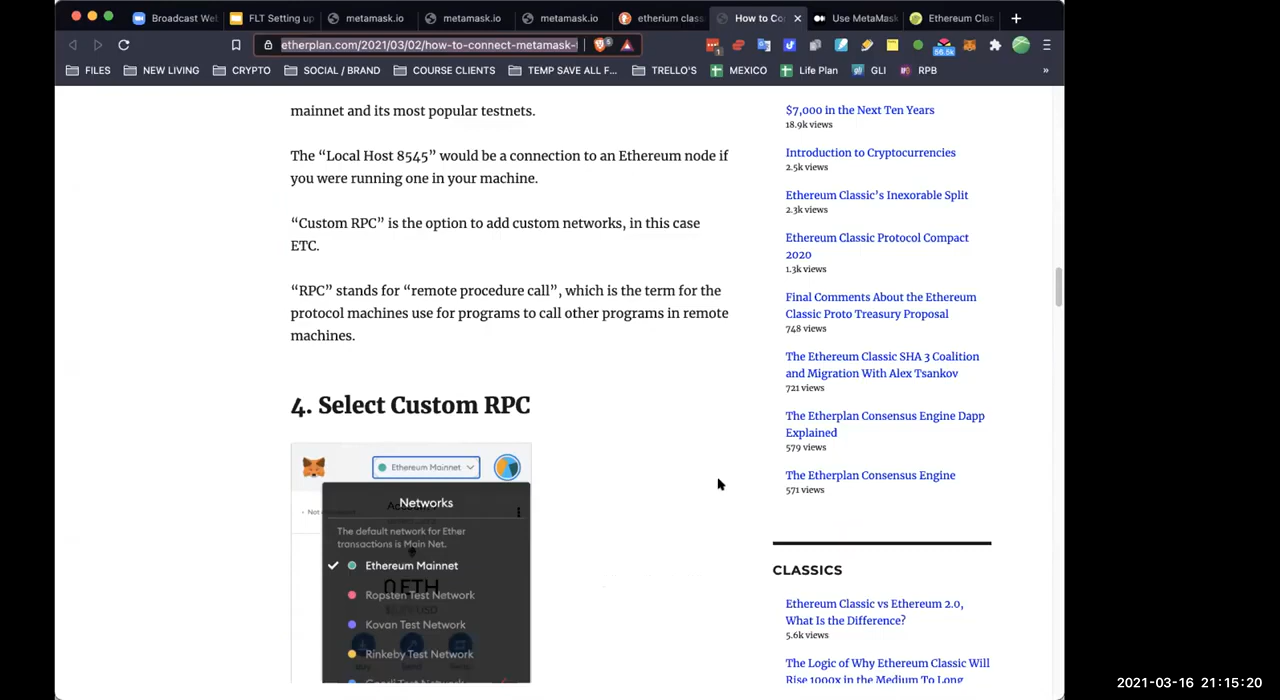 Broadcast Web
FLT Setting up
metamask.io
metamask.io
metamask.io
etherium class
How to Co
Use MetaMask
Ethereum Clas
etherplan.com/2021/03/02/how-to-connect-metamask-
FILES
NEW LIVING
CRYPTO
SOCIAL / BRAND
COURSE CLIENTS
TEMP SAVE ALL F...
TRELLO'S
MEXICO
Life Plan
GLI
RPB
»
mainnet and its most popular testnets.
The “Local Host 8545” would be a connection to an Ethereum node if
you were running one in your machine.
“Custom RPC” is the option to add custom networks, in this case
ETC.
“RPC” stands for “remote procedure call”, which is the term for the
protocol machines use for programs to call other programs in remote
machines.
4. Select Custom RPC
Ethereum Mainnet
Networks
The default network for Ether
transactions is Main Net.
Ethereum Mainnet
0 ETH
Ropsten Test Network
Kovan Test Network
Rinkeby Test Network
$7,000 in the Next Ten Years
18.9k views
Introduction to Cryptocurrencies
2.5k views
Ethereum Classic’s Inexorable Split
2.3k views
Ethereum Classic Protocol Compact
2020
1.3k views
Final Comments About the Ethereum
Classic Proto Treasury Proposal
748 views
The Ethereum Classic SHA 3 Coalition
and Migration With Alex Tsankov
721 views
The Etherplan Consensus Engine Dapp
Explained
579 views
The Etherplan Consensus Engine
571 views
CLASSICS
Ethereum Classic vs Ethereum 2.0,
What Is the Difference?
5.6k views
The Logic of Why Ethereum Classic Will
Rise 1000x in the Medium To Long
2021-03-16 21:15:20